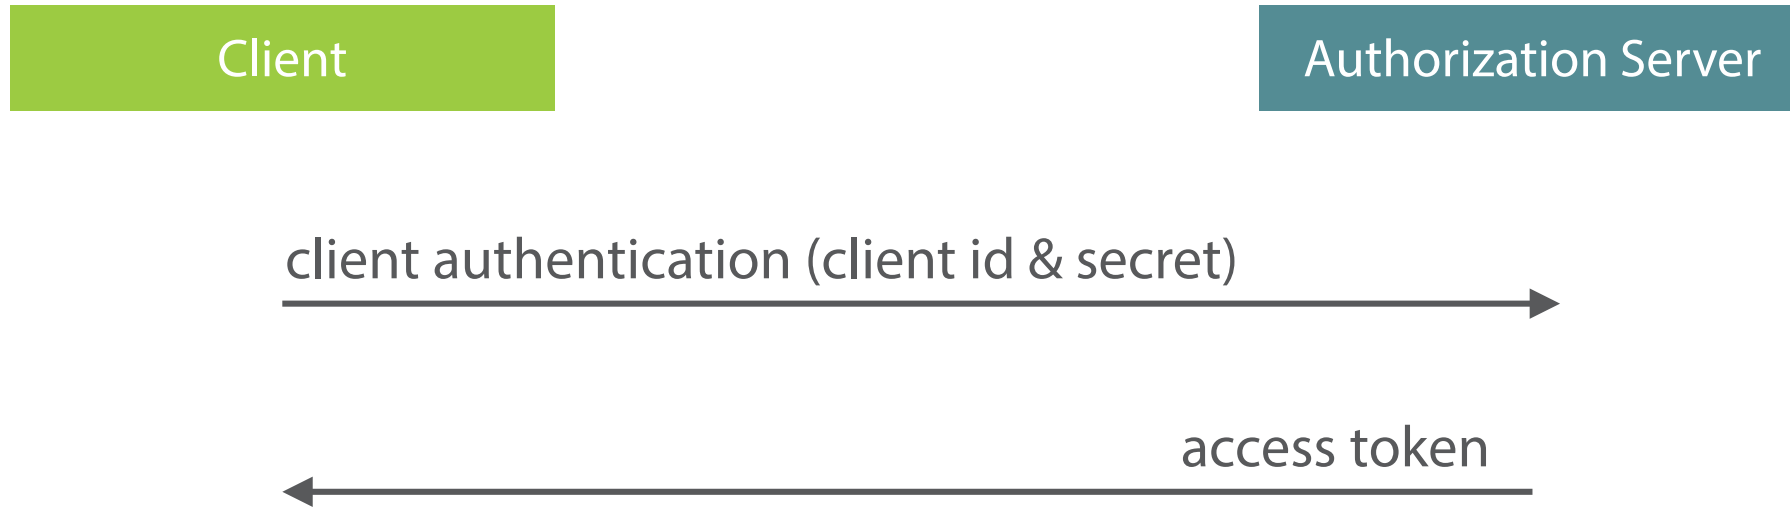 Client
Authorization Server
client authentication (client id & secret)
access token